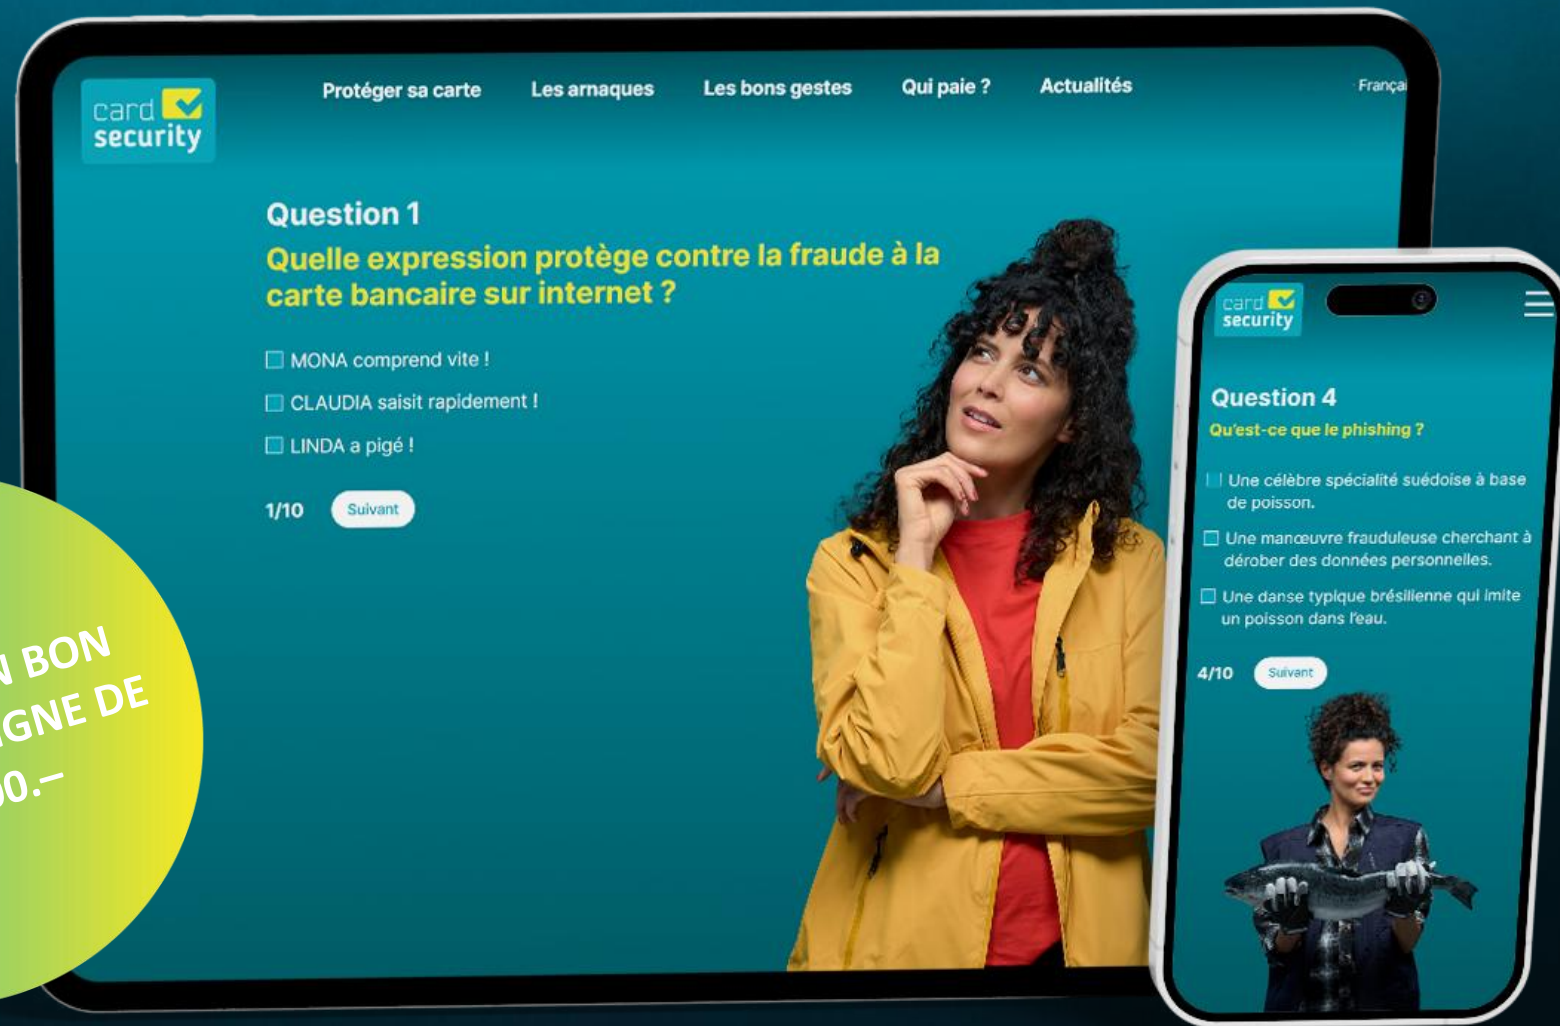 card
security
Protéger sa carte
Les arnaques
Les bons gestes
Qui paie ?
Actualités
Question 1
Quelle expression protège contre la fraude à la
carte bancaire sur internet ?
MONA comprend vite !
CLAUDIA saisit rapidement !
LINDA a pigé !
1/10
Suivant
BON
DE
card
security
Question 4
Qu'est-ce que le phishing ?
Une célèbre spécialité suédoise à base
de poisson.
Une manœuvre frauduleuse cherchant à
dérober des données personnelles.
Une danse typique brésilienne qui imite
un poisson dans l'eau.
4/10
Suivant